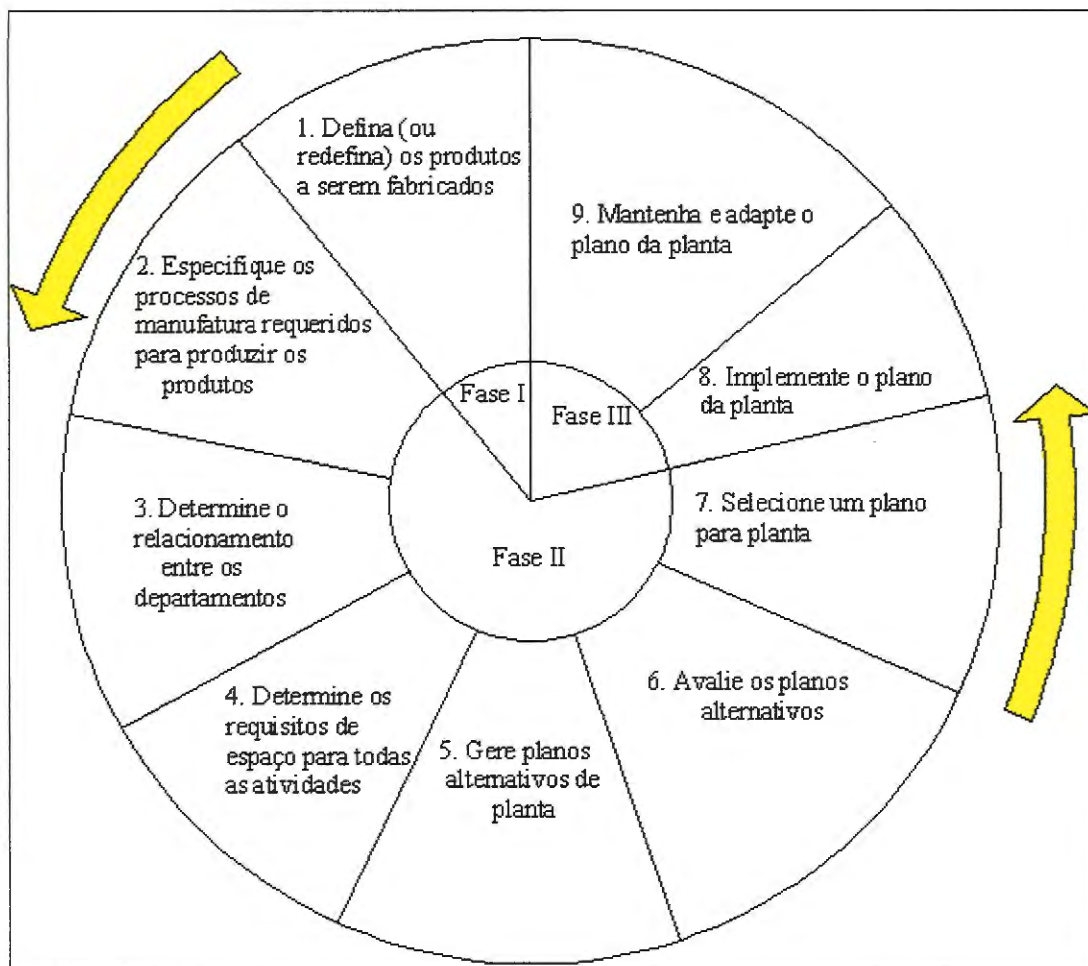 1. Defina (ou
redefina) os produtos
a serem fabricados
2. Especifique os
processos de
manufatura requeridos
para produzir os
produtos
3. Determine o
relacionamento
entre os
departamentos
4. Determine os
requisitos de
espaço para todas
as atividades
5. Gere planos
alternativos de
planta
6. Avalie os planos
alternativos
7. Selecione um plano
para planta
8. Implemente o plano
da planta
9. Mantenha e adapte o
plano da planta
Fase I
Fase II
Fase III